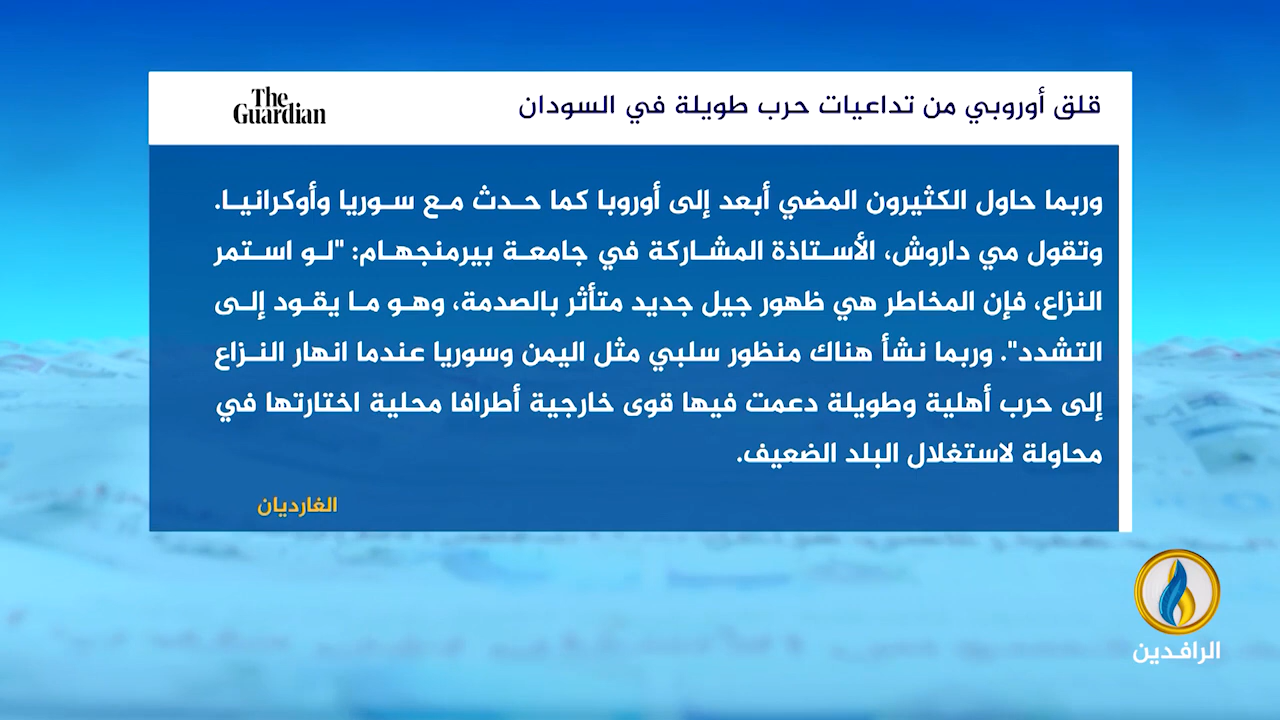 قلق أوروبي من تداعيات حرب طويلة في السودان
The
Guardian
وربما حاول الكثيرون المضي أبعد إلى أوروبا كما حدث مع سوريا وأوكرانيا.
وتقول مي داروش، الأستاذة المشاركة في جامعة بيرمنجهام: "لو استمر
النزاع، فإن المخاطر هي ظهور جيل جديد متأثر بالصدمة، وهو ما يقود إلى
التشدد". وربما نشأ هناك منظور سلبي مثل اليمن وسوريا عندما انهار النزاع
إلى حرب أهلية وطويلة دعمت فيها قوى خارجية أطرافا محلية اختارتها في
محاولة لاستغلال البلد الضعيف.
الغارديان
الرافدين